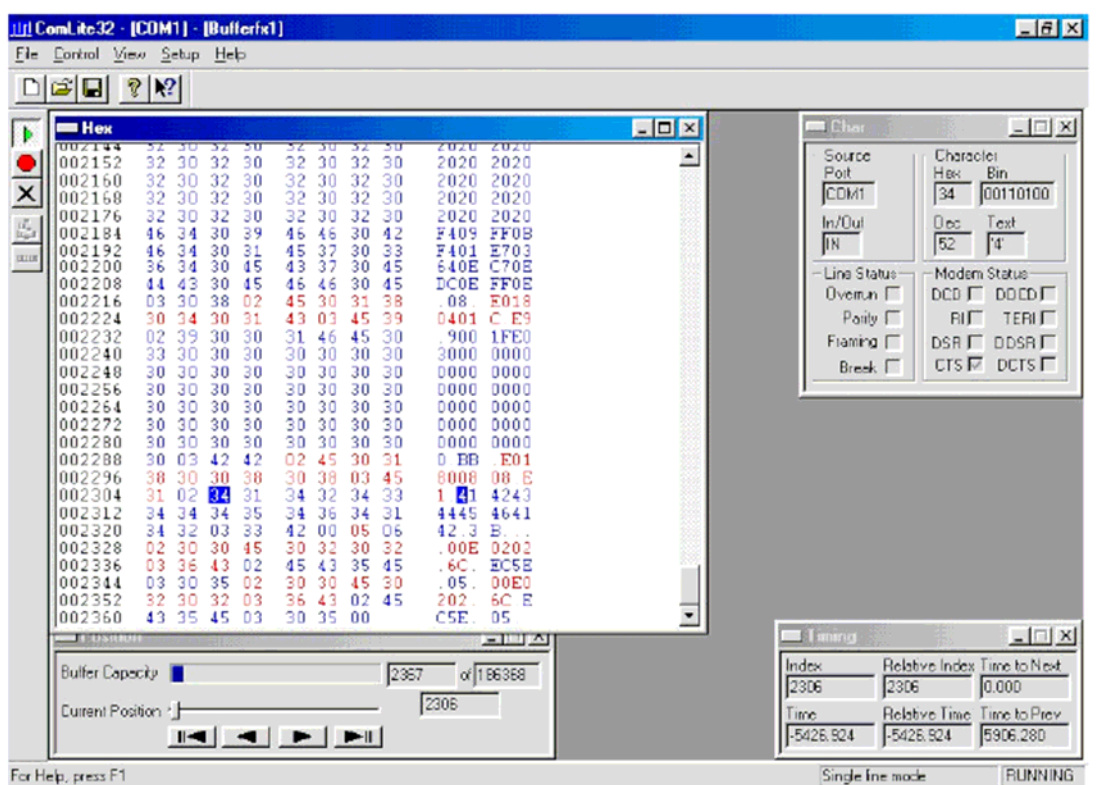 ComLite32 - [COM1] - [Bufferfx1]
File Control View Setup Help
Hex
002144 32 30 32 30 32 30 32 30 2020 2020
002152 32 30 32 30 32 30 32 30 2020 2020
002160 32 30 32 30 32 30 32 30 2020 2020
002168 32 30 32 30 32 30 32 30 2020 2020
002176 32 30 32 30 32 30 32 30 2020 2020
002184 46 34 30 39 46 46 30 42 F409 FF0B
002192 46 34 30 31 45 37 30 33 F401 E703
002200 36 34 30 45 43 37 30 45 640E C70E
002208 44 43 30 45 46 46 30 45 DC0E FF0E
002216 03 30 38 02 45 30 31 38 .08. E018
002224 30 34 30 31 43 03 45 39 0401 C E9
002232 02 39 30 30 31 46 45 30 .900 1FE0
002240 33 30 30 30 30 30 30 30 3000 0000
002248 30 30 30 30 30 30 30 30 0000 0000
002256 30 30 30 30 30 30 30 30 0000 0000
002264 30 30 30 30 30 30 30 30 0000 0000
002272 30 30 30 30 30 30 30 30 0000 0000
002280 30 30 30 30 30 30 30 30 0000 0000
002288 30 03 42 42 02 45 30 31 0 BB .E01
002296 38 30 30 38 30 38 03 45 8008 08 E
002304 31 02 34 31 34 32 34 33 1 41 4243
002312 34 34 34 35 34 36 34 31 4445 4641
002320 34 32 03 33 42 00 05 06 42.3 B...
002328 02 30 30 45 30 32 30 32 .00E 0202
002336 03 36 43 02 45 43 35 45 .6C. EC5E
002344 03 30 35 02 30 30 45 30 .05. 00E0
002352 32 30 32 03 36 43 02 45 202. 6C E
002360 43 35 45 03 30 35 00 C5E. 05
Char
Source
Port
COM1
In/Out
IN
Character
Hex Bin
34 00110100
Dec Text
52 '4'
Line Status
Overrun
Parity
Framing
Break
Modem Status
DCD DDCD
RI TERI
DSR DDSR
CTS DCTS
Position
Buffer Capacity 2367 of 186368
Current Position 2306
Timing
Index Relative Index Time to Next
2306 2306 0.000
Time Relative Time Time to Prev
-5426.924 -5426.924 5906.280
For Help, press F1 Single line mode RUNNING